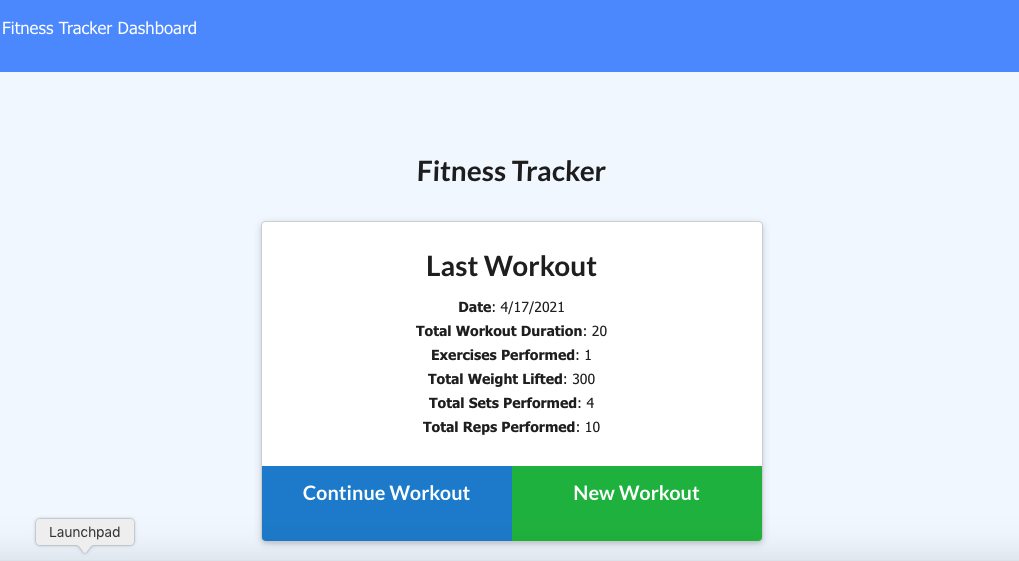 Fitness Tracker Dashboard
Fitness Tracker
Last Workout
Date: 4/17/2021
Total Workout Duration: 20
Exercises Performed: 1
Total Weight Lifted: 300
Total Sets Performed: 4
Total Reps Performed: 10
Continue Workout
New Workout
Launchpad